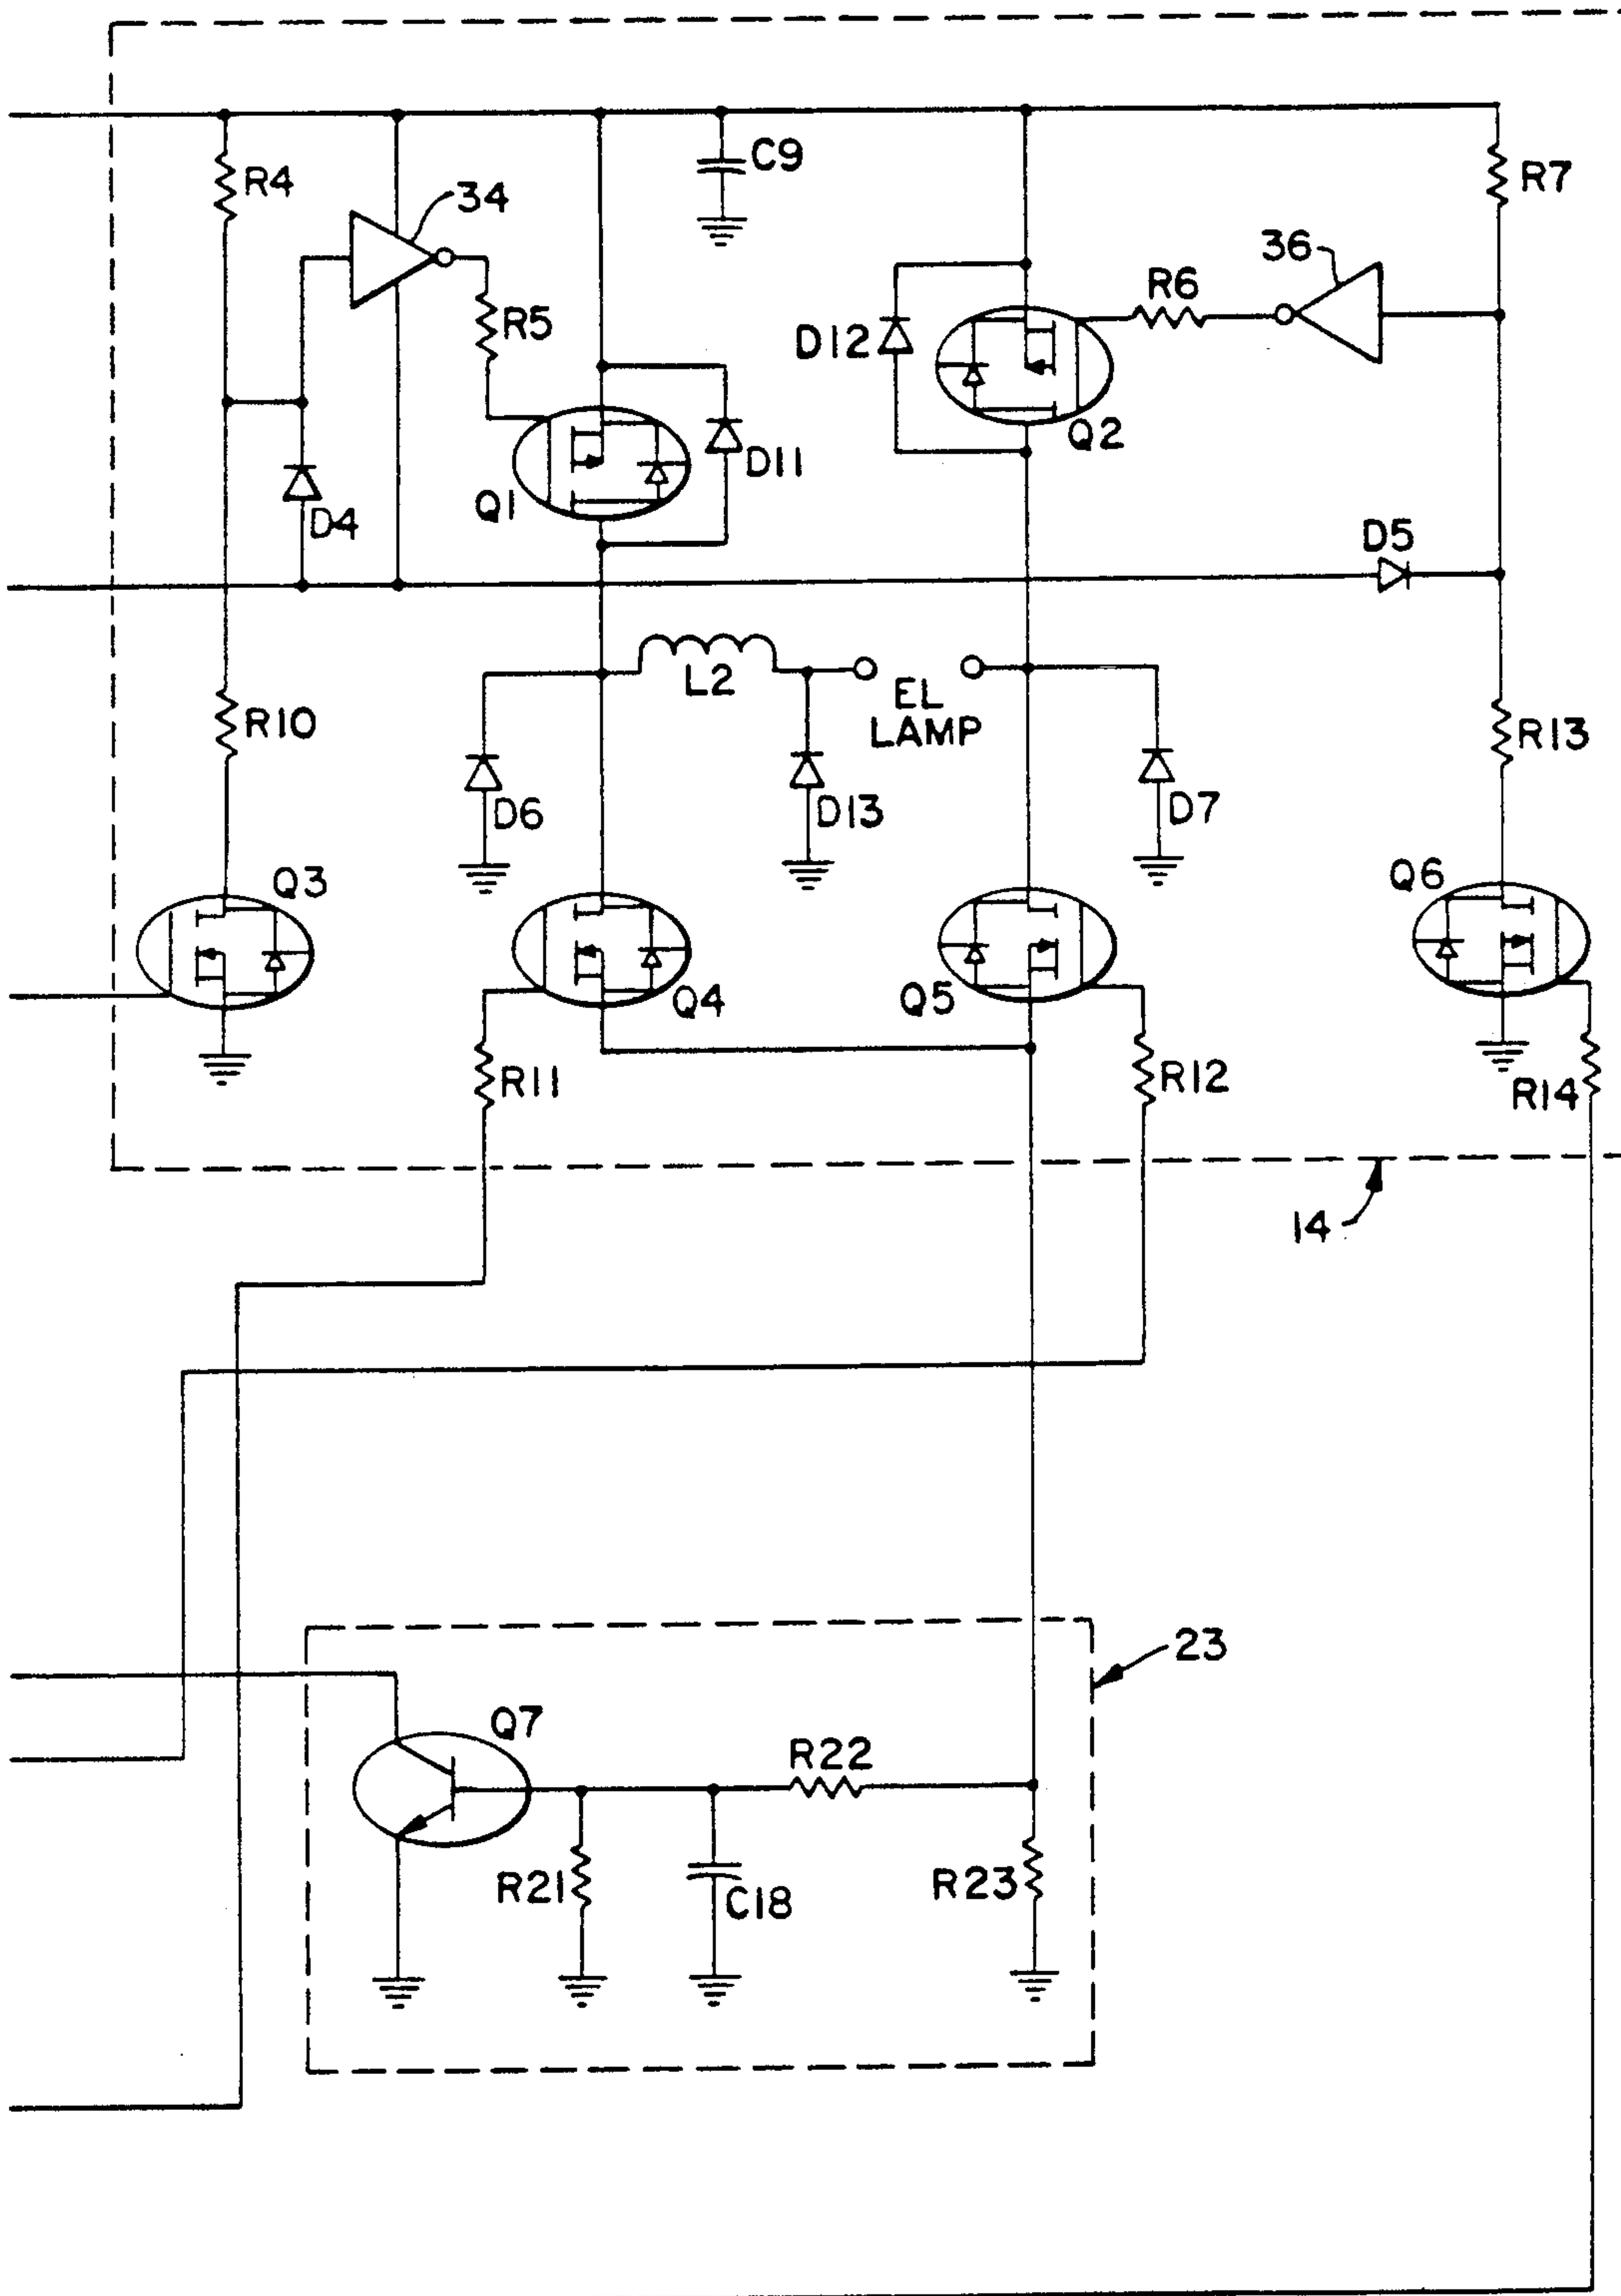 R4
34
C9
R7
36
R5
R6
D12
Q2
D11
Q1
D4
D5
L2
EL
LAMP
R10
R13
D6
D13
D7
Q3
Q6
Q4
Q5
R11
R12
R14
14
23
Q7
R22
R21
C18
R23